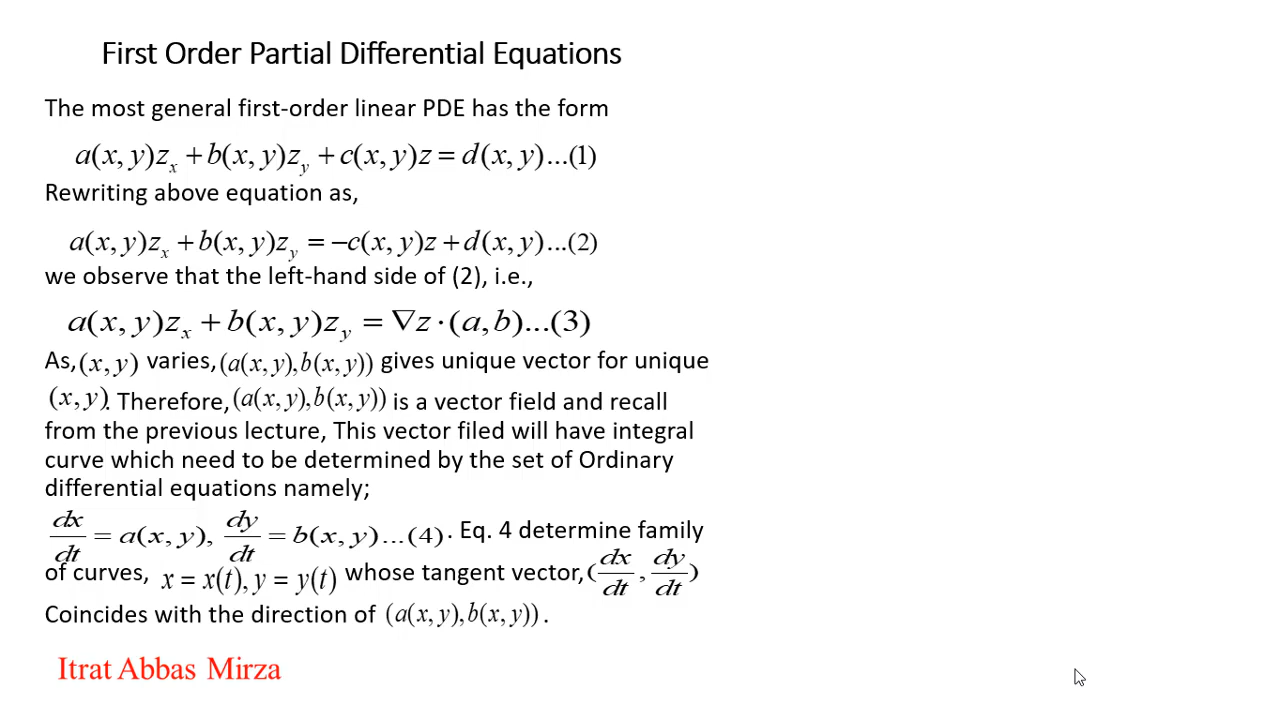 First Order Partial Differential Equations
The most general first-order linear PDE has the form
a(x, y)z_x + b(x, y)z_y + c(x, y)z = d(x, y)...(1)
Rewriting above equation as,
a(x, y)z_x + b(x, y)z_y = −c(x, y)z + d(x, y)...(2)
we observe that the left-hand side of (2), i.e.,
a(x, y)z_x + b(x, y)z_y = ∇z · (a, b)...(3)
As, (x, y) varies, (a(x, y), b(x, y)) gives unique vector for unique
(x, y). Therefore, (a(x, y), b(x, y)) is a vector field and recall
from the previous lecture, This vector filed will have integral
curve which need to be determined by the set of Ordinary
differential equations namely;
dx/dt = a(x, y), dy/dt = b(x, y)...(4). Eq. 4 determine family
of curves, x = x(t), y = y(t) whose tangent vector, (dx/dt, dy/dt)
Coincides with the direction of (a(x, y), b(x, y)).
Itrat Abbas Mirza